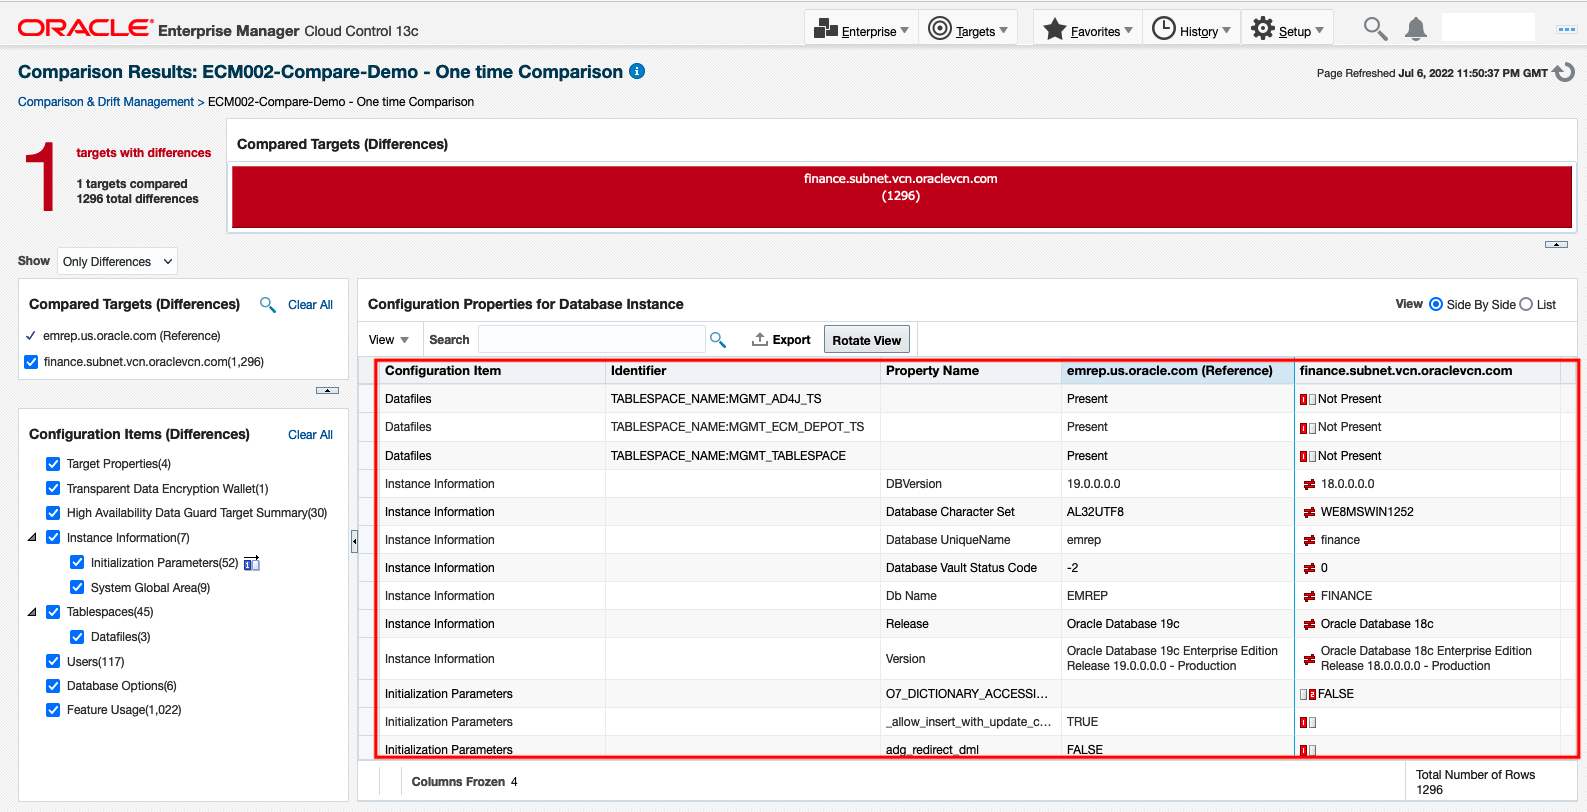 ORACLE Enterprise Manager Cloud Control 13c
Enterprise Targets Favorites History Setup
Comparison Results: ECM002-Compare-Demo - One time Comparison
Page Refreshed Jul 6, 2022 11:50:37 PM GMT
Comparison & Drift Management > ECM002-Compare-Demo - One time Comparison
1 targets with differences
1 targets compared
1296 total differences
Compared Targets (Differences)
finance.subnet.vcn.oraclevcn.com
(1296)
Show Only Differences
Compared Targets (Differences) Clear All
emrep.us.oracle.com (Reference)
finance.subnet.vcn.oraclevcn.com(1,296)
Configuration Items (Differences) Clear All
Target Properties(4)
Transparent Data Encryption Wallet(1)
High Availability Data Guard Target Summary(30)
Instance Information(7)
Initialization Parameters(52)
System Global Area(9)
Tablespaces(45)
Datafiles(3)
Users(117)
Database Options(6)
Feature Usage(1,022)
Configuration Properties for Database Instance View Side By Side List
View Search Export Rotate View
Configuration Item Identifier Property Name emrep.us.oracle.com (Reference) finance.subnet.vcn.oraclevcn.com
Datafiles TABLESPACE_NAME:MGMT_AD4J_TS Present Not Present
Datafiles TABLESPACE_NAME:MGMT_ECM_DEPOT_TS Present Not Present
Datafiles TABLESPACE_NAME:MGMT_TABLESPACE Present Not Present
Instance Information DBVersion 19.0.0.0.0 18.0.0.0.0
Instance Information Database Character Set AL32UTF8 WE8MSWIN1252
Instance Information Database UniqueName emrep finance
Instance Information Database Vault Status Code -2 0
Instance Information Db Name EMREP FINANCE
Instance Information Release Oracle Database 19c Oracle Database 18c
Instance Information Version Oracle Database 19c Enterprise Edition Oracle Database 18c Enterprise Edition
Release 19.0.0.0.0 - Production Release 18.0.0.0.0 - Production
Initialization Parameters O7_DICTIONARY_ACCESSI... FALSE
Initialization Parameters _allow_insert_with_update_c... TRUE
Initialization Parameters adg_redirect_dml FALSE
Columns Frozen 4
Total Number of Rows
1296